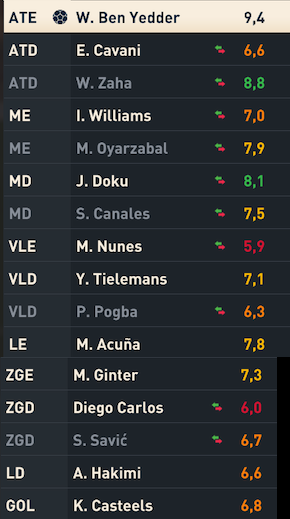 ATE W. Ben Yedder 9,4
ATD E. Cavani 6,6
ATD W. Zaha 8,8
ME I. Williams 7,0
ME M. Oyarzabal 7,9
MD J. Doku 8,1
MD S. Canales 7,5
VLE M. Nunes 5,9
VLD Y. Tielemans 7,1
VLD P. Pogba 6,3
LE M. Acuña 7,8
ZGE M. Ginter 7,3
ZGD Diego Carlos 6,0
ZGD S. Savić 6,7
LD A. Hakimi 6,6
GOL K. Casteels 6,8